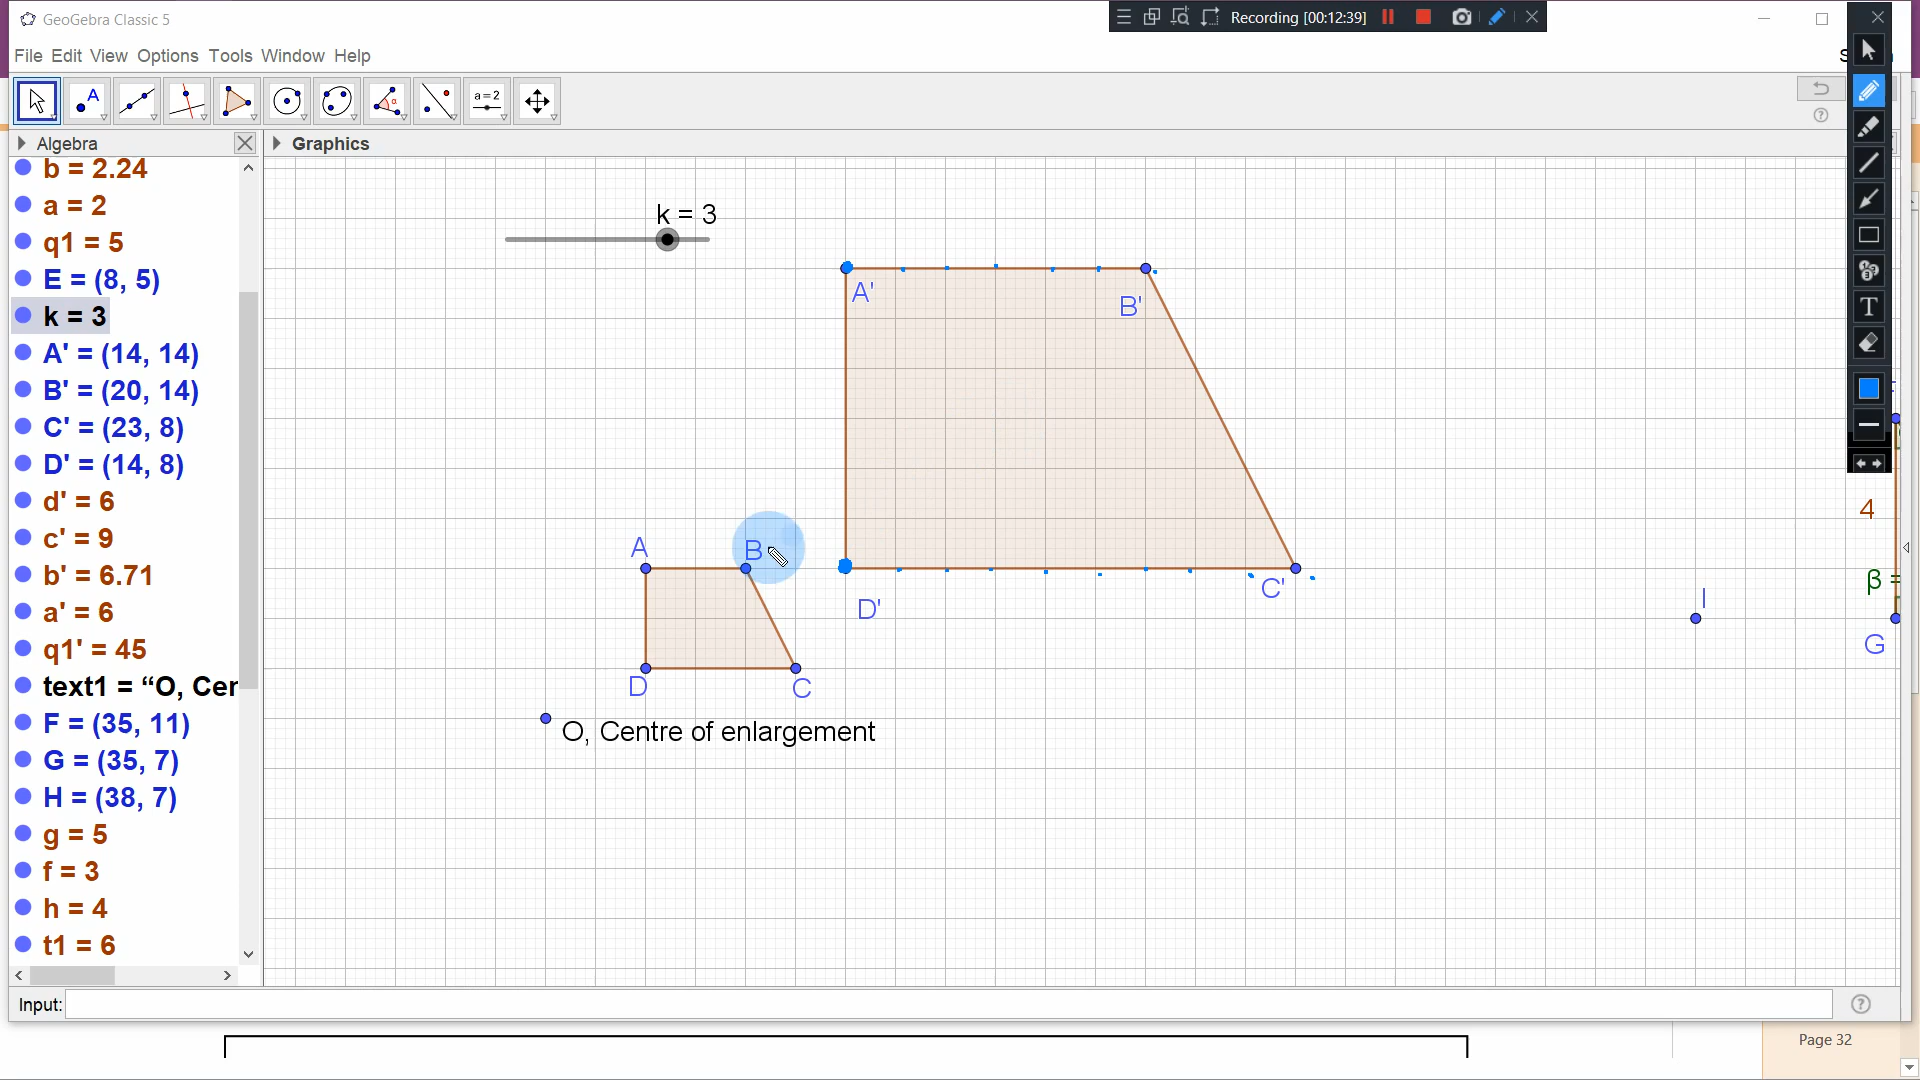 GeoGebra Classic 5
Recording [00:12:39]
File Edit View Options Tools Window Help
A
α
a=2
Algebra
Graphics
b = 2.24
a = 2
q1 = 5
E = (8, 5)
k = 3
A' = (14, 14)
B' = (20, 14)
C' = (23, 8)
D' = (14, 8)
d' = 6
c' = 9
b' = 6.71
a' = 6
q1' = 45
text1 = “O, Cer
F = (35, 11)
G = (35, 7)
H = (38, 7)
g = 5
f = 3
h = 4
t1 = 6
k = 3
A'
B'
C'
D'
A
B
C
D
O, Centre of enlargement
I
4
β =
G
T
Input:
Page 32